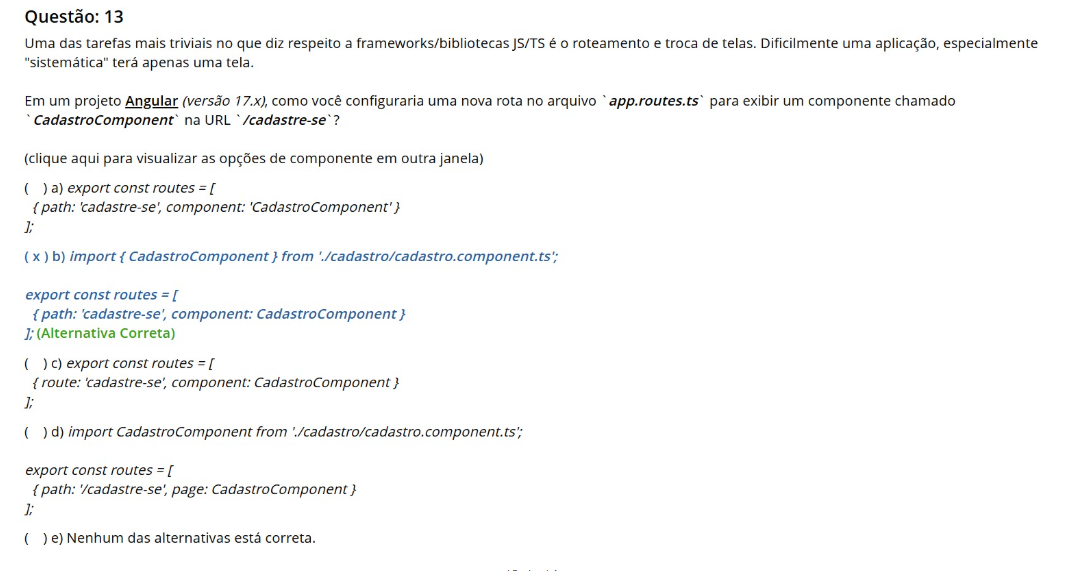 Questão: 13
Uma das tarefas mais triviais no que diz respeito a frameworks/bibliotecas JS/TS é o roteamento e troca de telas. Dificilmente uma aplicação, especialmente
"sistemática" terá apenas uma tela.
Em um projeto Angular (versão 17.x), como você configuraria uma nova rota no arquivo `app.routes.ts` para exibir um componente chamado
`CadastroComponent` na URL `/cadastre-se`?
(clique aqui para visualizar as opções de componente em outra janela)
( ) a) export const routes = [
{ path: 'cadastre-se', component: 'CadastroComponent' }
];
( x ) b) import { CadastroComponent } from './cadastro/cadastro.component.ts';
export const routes = [
{ path: 'cadastre-se', component: CadastroComponent }
]; (Alternativa Correta)
( ) c) export const routes = [
{ route: 'cadastre-se', component: CadastroComponent }
];
( ) d) import CadastroComponent from './cadastro/cadastro.component.ts';
export const routes = [
{ path: '/cadastre-se', page: CadastroComponent }
];
( ) e) Nenhum das alternativas está correta.